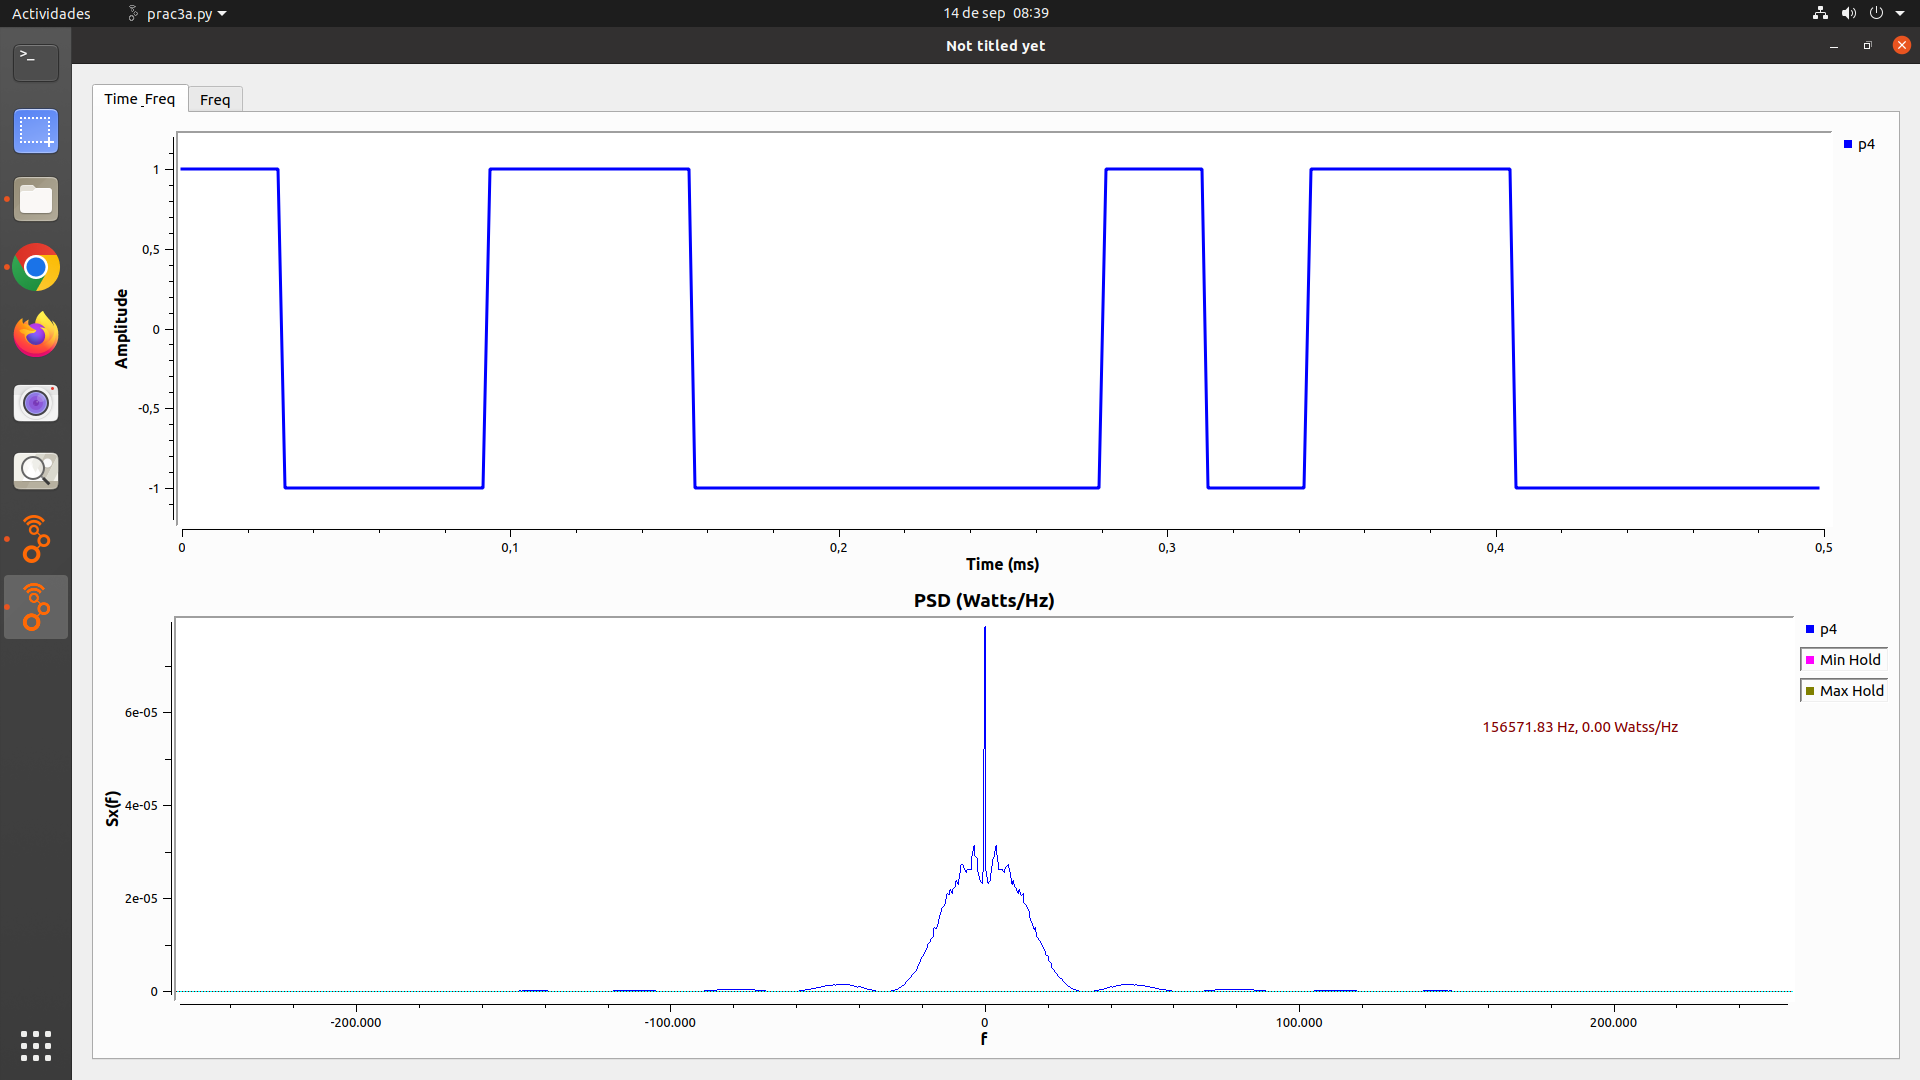 Actividades
prac3a.py
14 de sep 08:39
Not titled yet
>_
Time_Freq
Freq
p4
1
0,5
0
-0,5
-1
Amplitude
0
0,1
0,2
0,3
0,4
0,5
Time (ms)
PSD (Watts/Hz)
p4
Min Hold
Max Hold
156571.83 Hz, 0.00 Watss/Hz
6e-05
4e-05
2e-05
0
Sx(f)
-200.000
-100.000
0
100.000
200.000
f